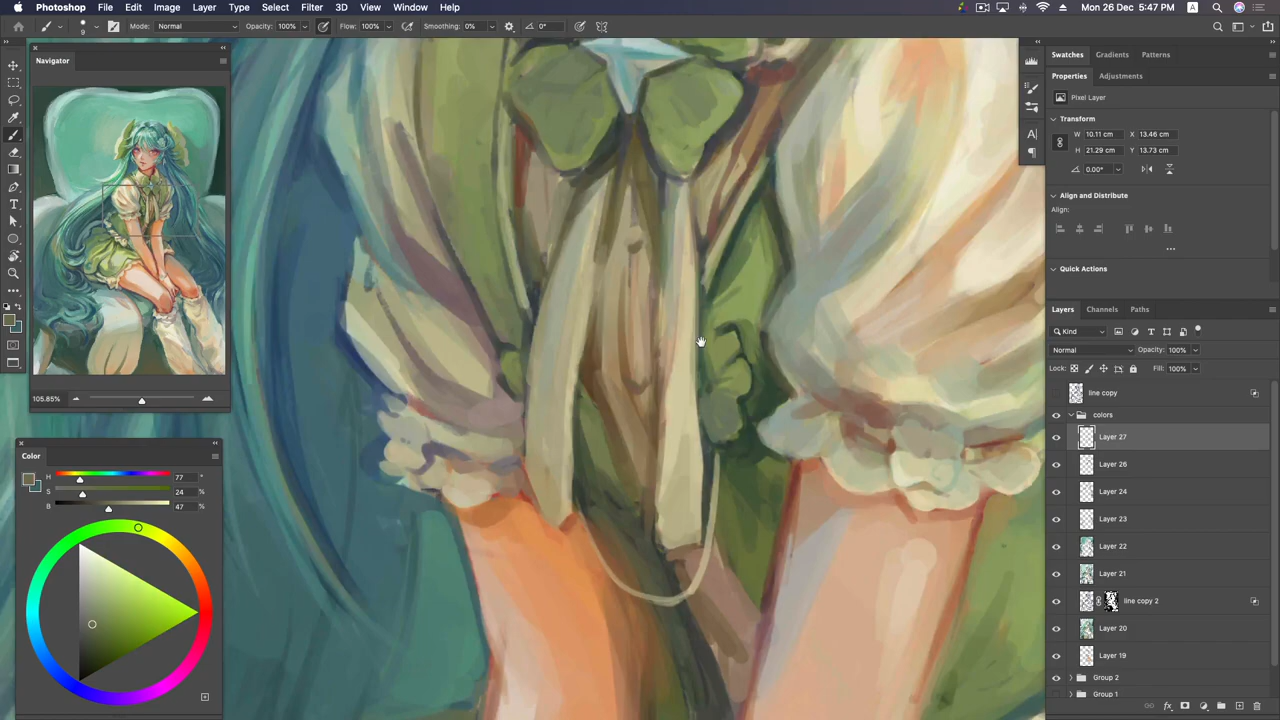 Photoshop File Edit Image Layer Type Select Filter 3D View Window Help Mon 26 Dec 5:47 PM
9 Mode: Normal Opacity: 100% Flow: 100% Smoothing: 0% 0°
Navigator
105.85%
Color
H 77 °
S 24 %
B 47 %
Swatches Gradients Patterns
Properties Adjustments
Pixel Layer
Transform
W 10.11 cm X 13.46 cm
H 21.29 cm Y 13.73 cm
0.00°
Align and Distribute
Align:
Quick Actions
Layers Channels Paths
Kind
Normal Opacity: 100%
Lock: Fill: 100%
line copy
colors
Layer 27
Layer 26
Layer 24
Layer 23
Layer 22
Layer 21
line copy 2
Layer 20
Layer 19
Group 2
Group 1